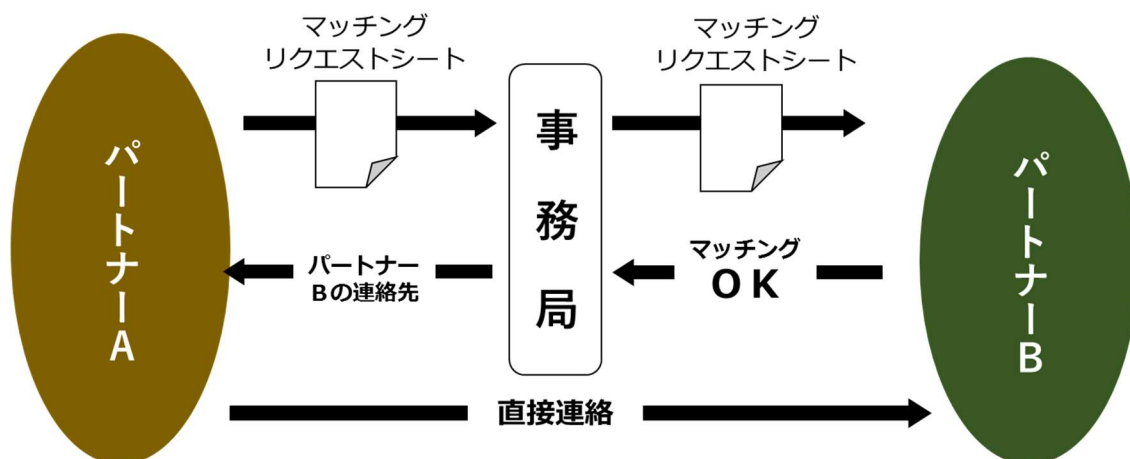 マッチング
リクエストシート
マッチング
リクエストシート
パートナーA
事務局
パートナーB
パートナー
Bの連絡先
マッチング
OK
直接連絡